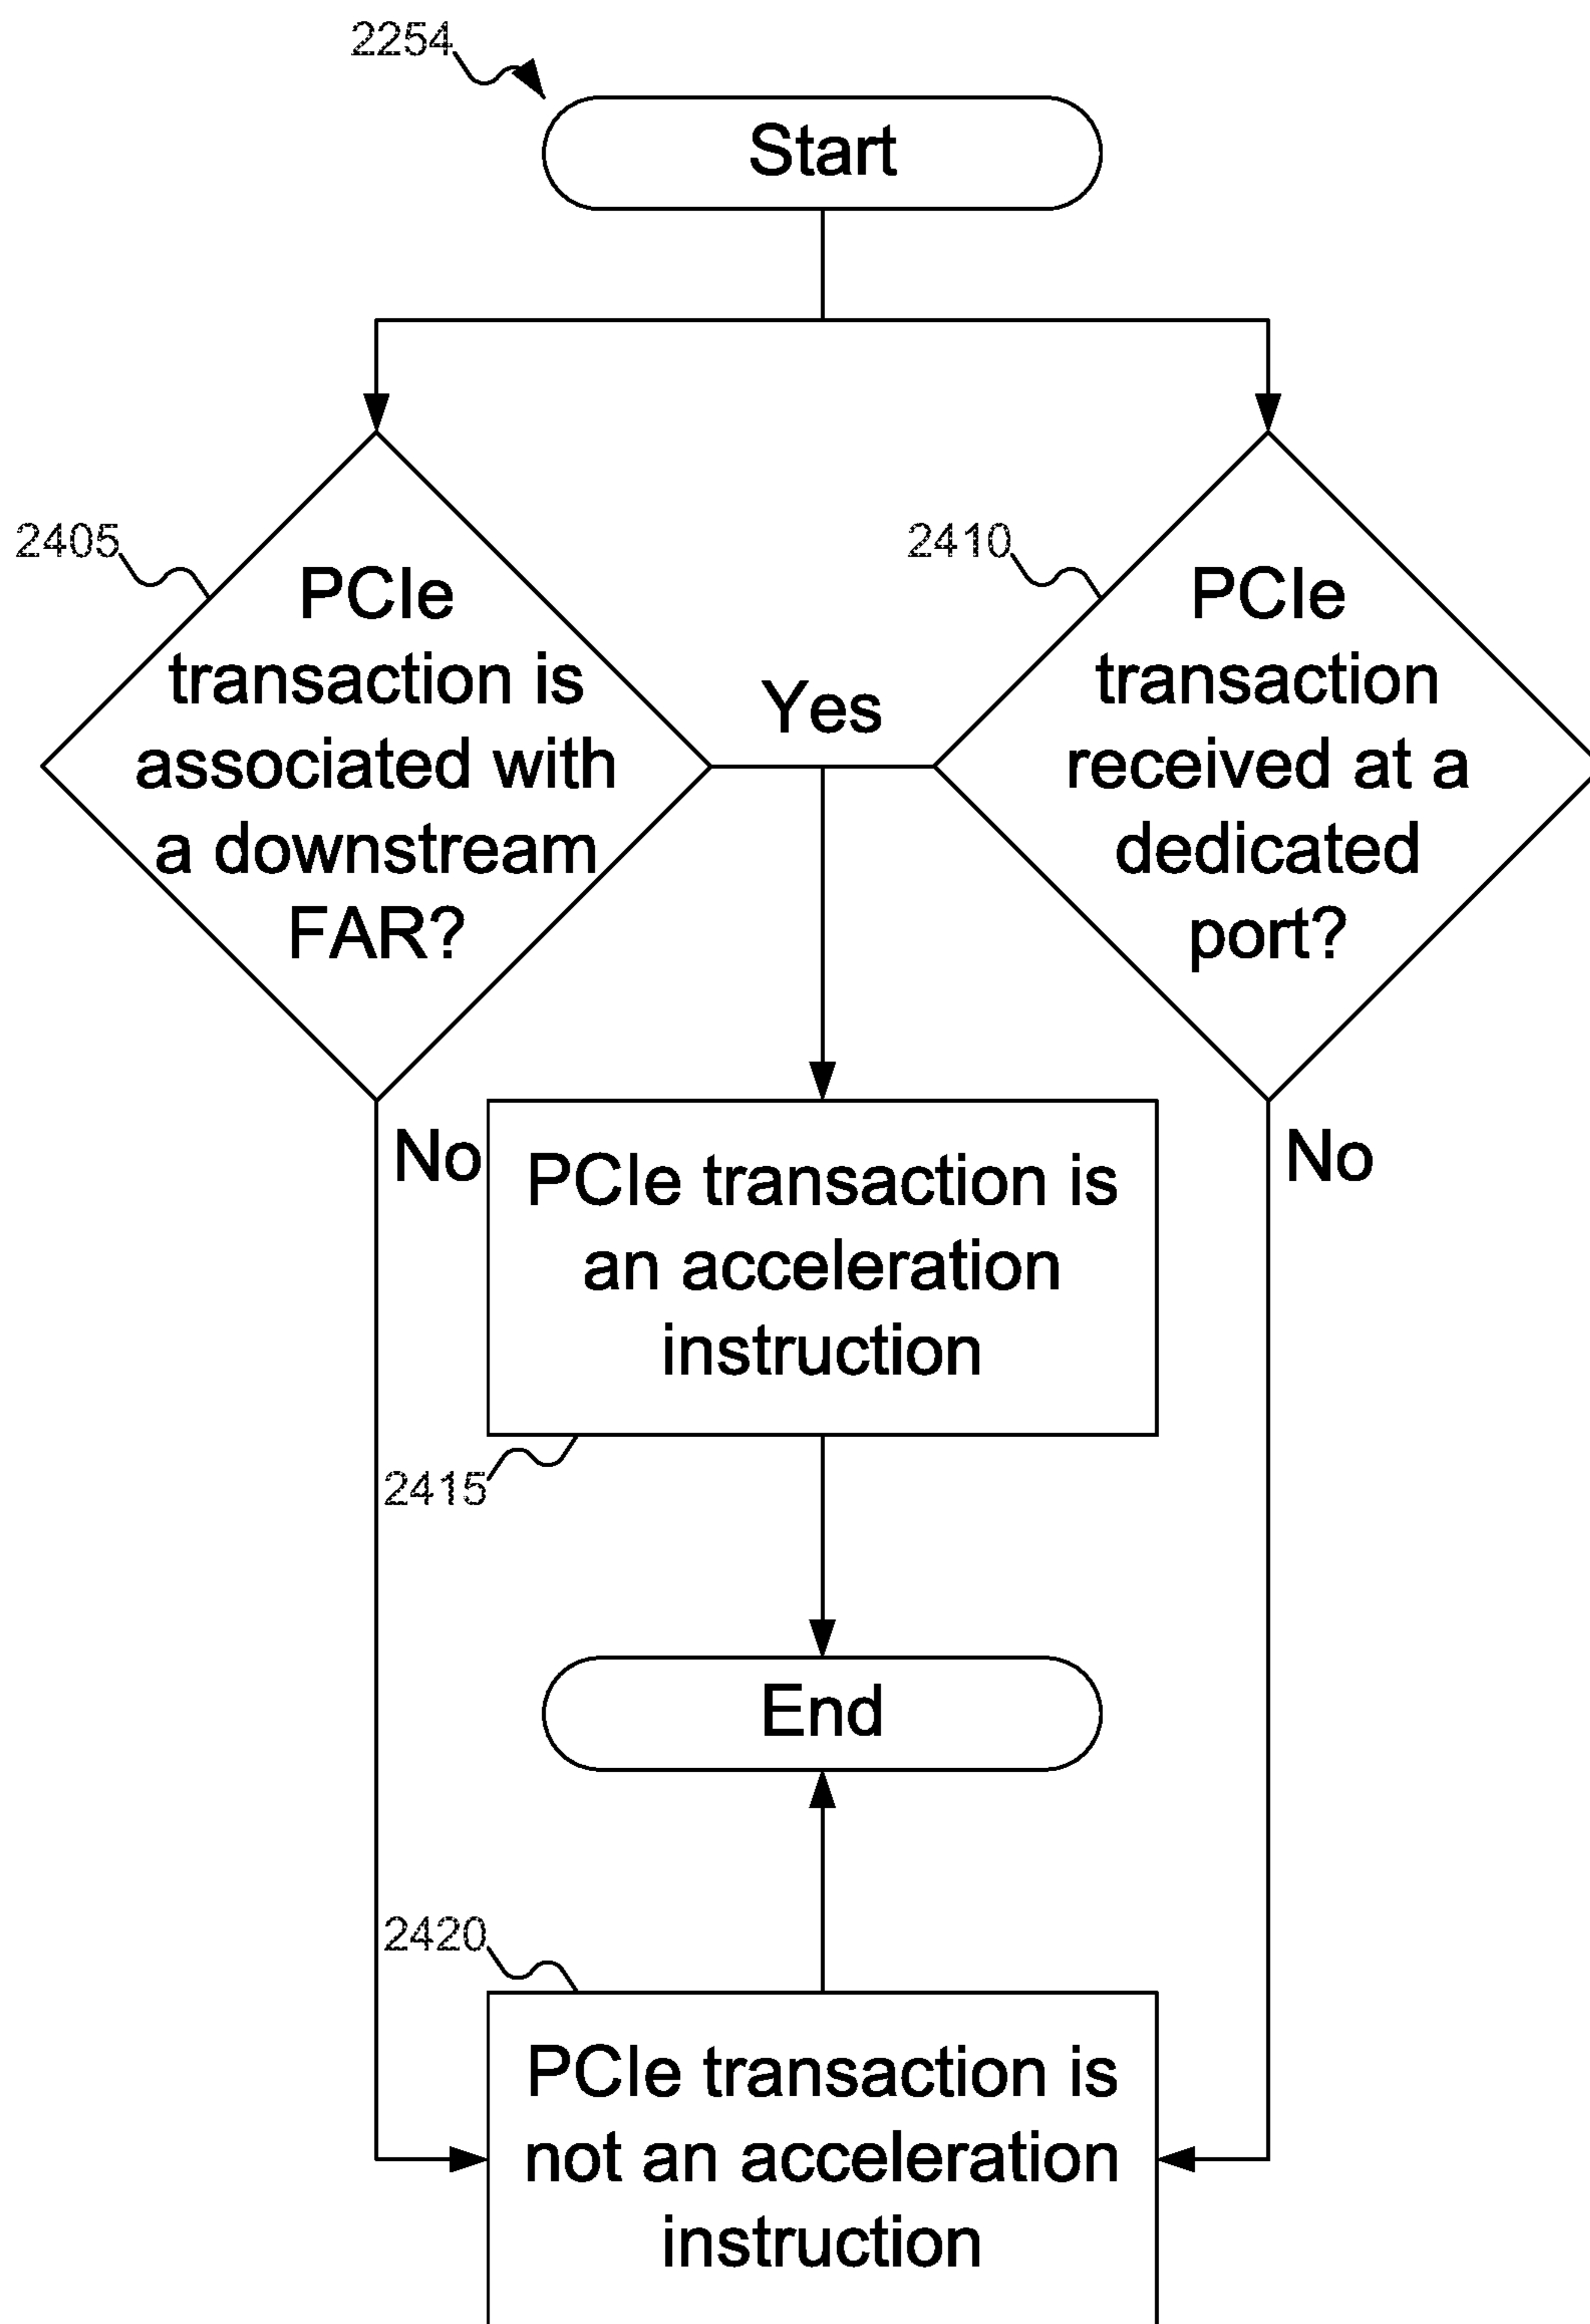 2254
Start
2405
PCIe
transaction is
associated with
a downstream
FAR?
Yes
2410
PCIe
transaction
received at a
dedicated
port?
No
PCIe transaction is
an acceleration
instruction
No
2415
End
2420
PCIe transaction is
not an acceleration
instruction